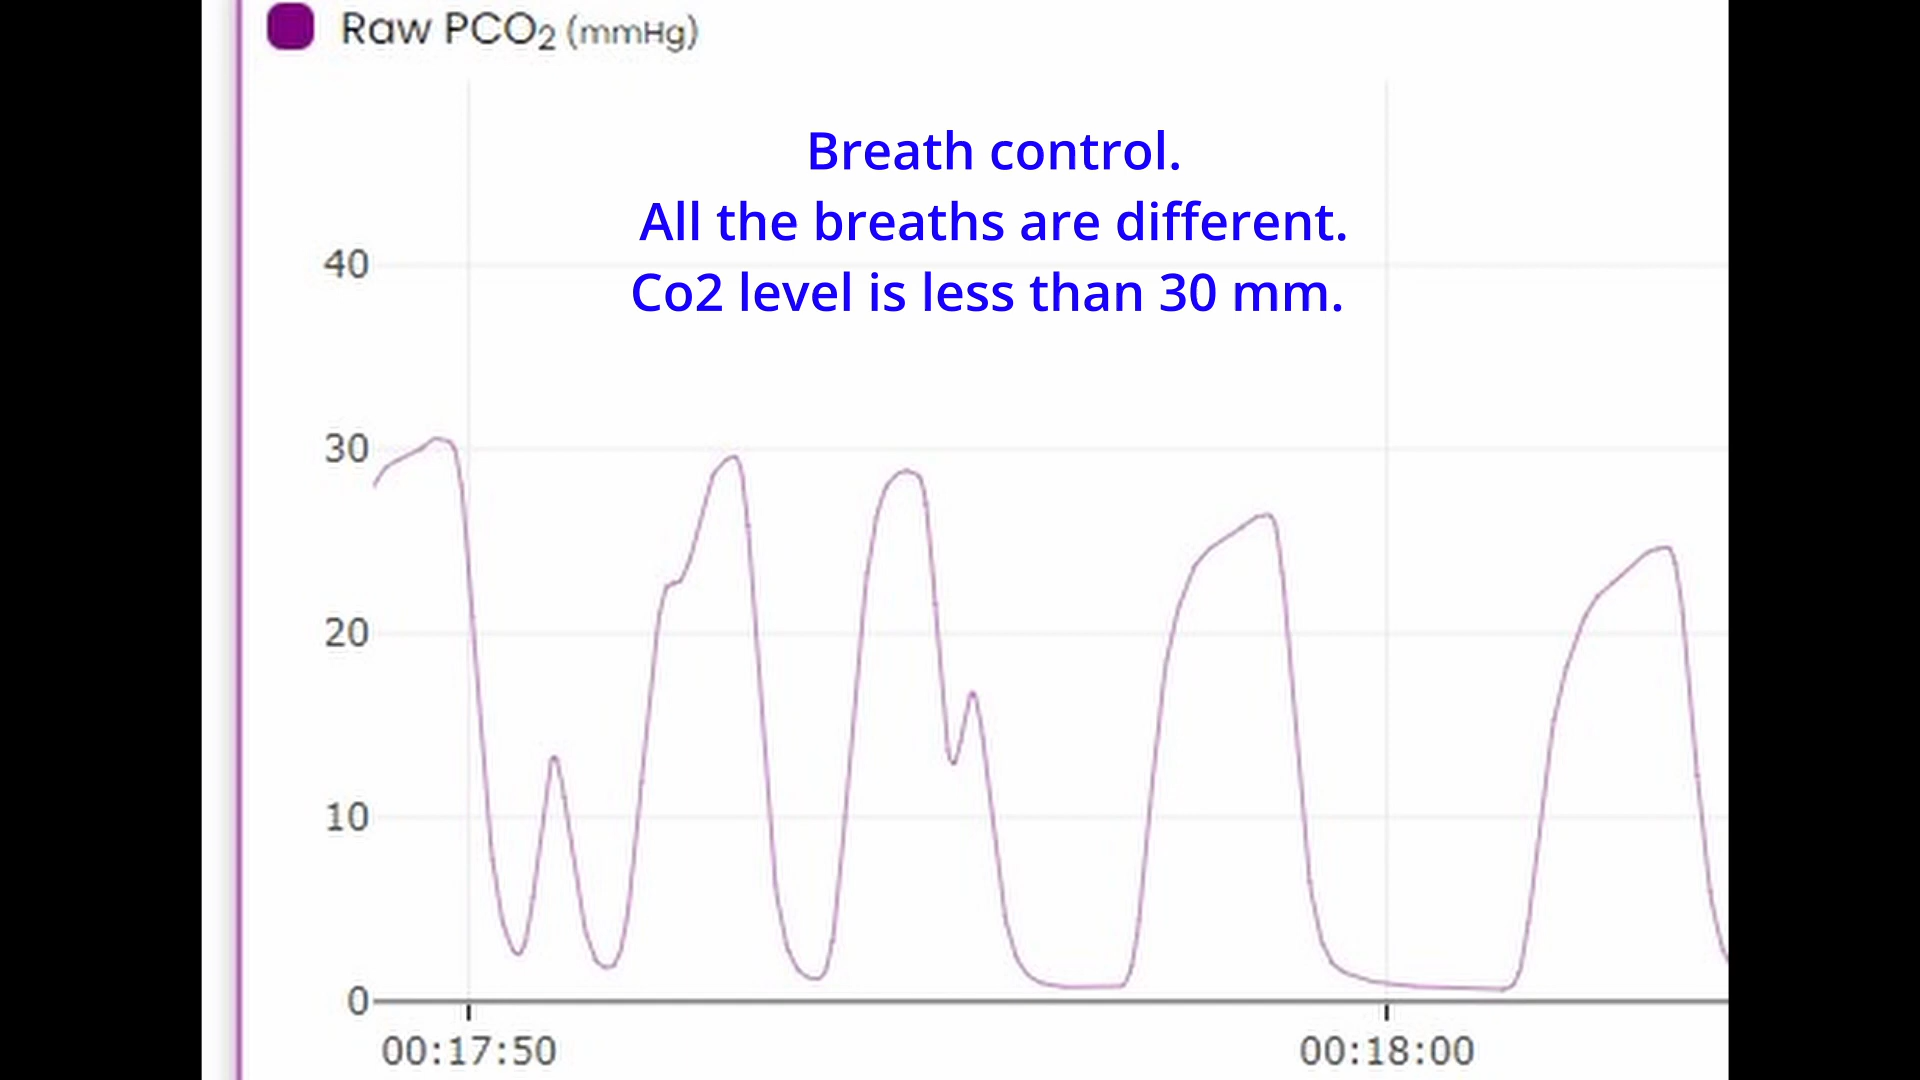 Raw PCO₂ (mmHg)
Breath control.
All the breaths are different.
Co2 level is less than 30 mm.
40
30
20
10
0
00:17:50 00:18:00